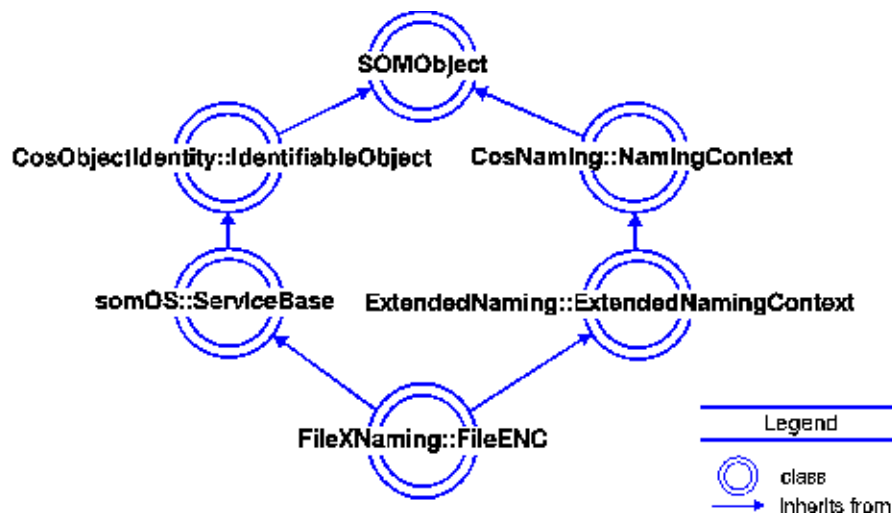 SOMObject
CosObjectIdentity::IdentifiableObject
CosNaming::NamingContext
somOS::ServiceBase
ExtendedNaming::ExtendedNamingContext
FileXNaming::FileENC
Legend
class
Inherits from